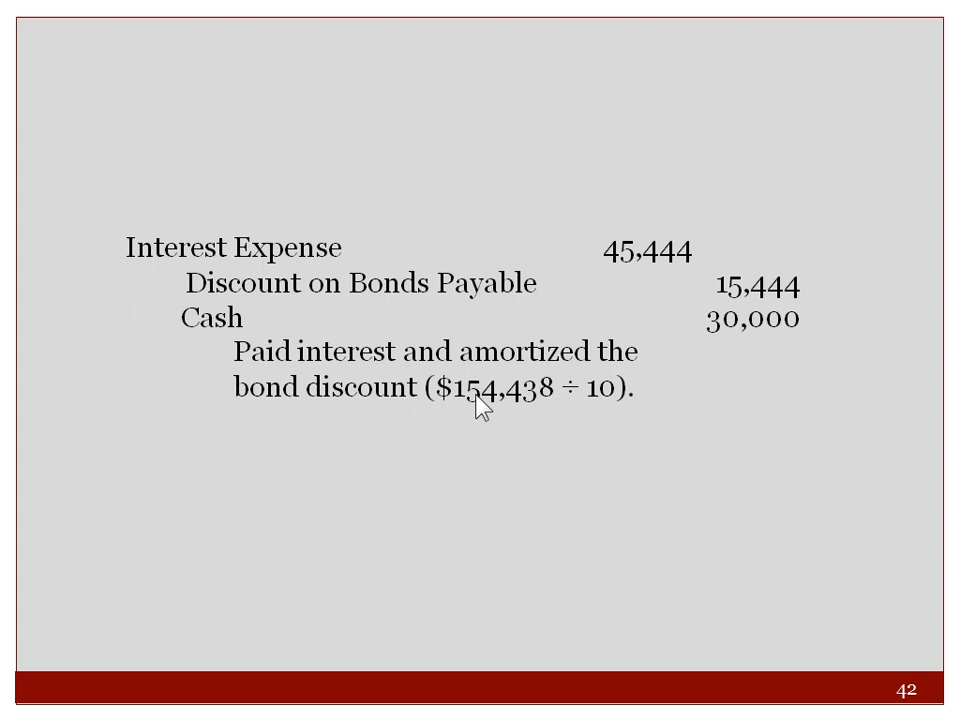 Interest Expense 45,444
Discount on Bonds Payable 15,444
Cash 30,000
Paid interest and amortized the
bond discount ($154,438 ÷ 10).
42